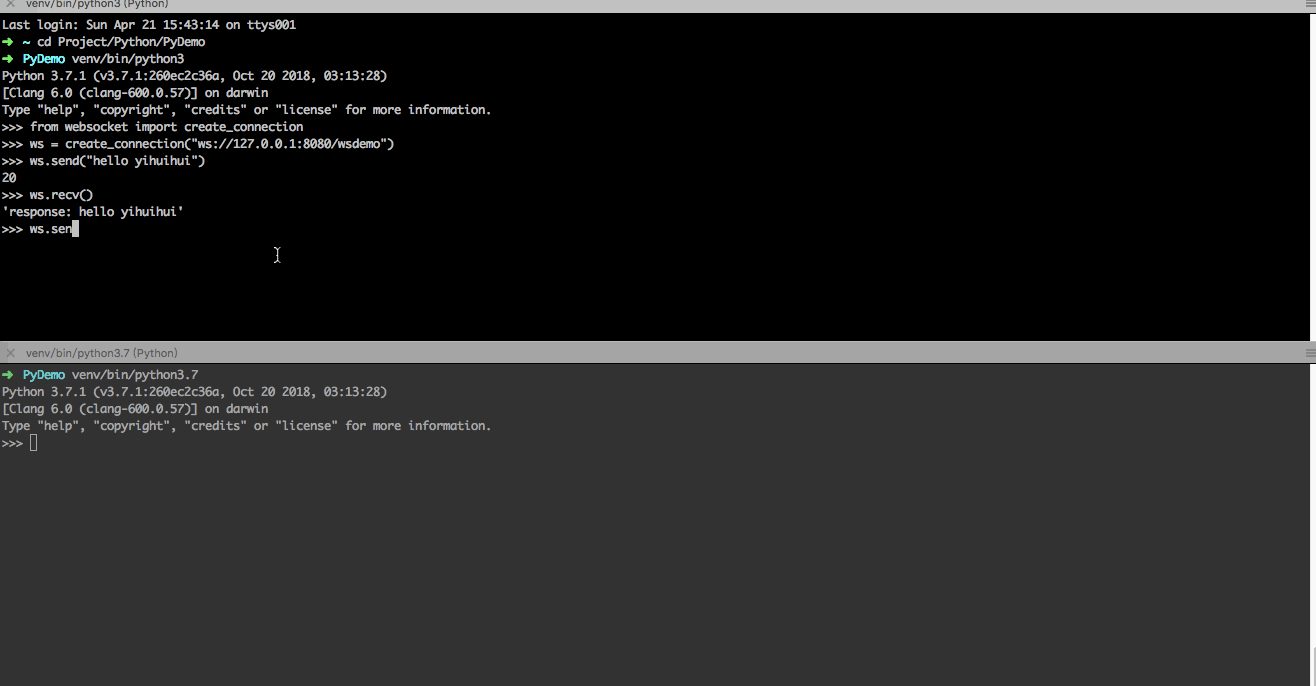 venv/bin/python3 (Python)
Last login: Sun Apr 21 15:43:14 on ttys001
➜ ~ cd Project/Python/PyDemo
➜ PyDemo venv/bin/python3
Python 3.7.1 (v3.7.1:260ec2c36a, Oct 20 2018, 03:13:28)
[Clang 6.0 (clang-600.0.57)] on darwin
Type "help", "copyright", "credits" or "license" for more information.
>>> from websocket import create_connection
>>> ws = create_connection("ws://127.0.0.1:8080/wsdemo")
>>> ws.send("hello yihuihui")
20
>>> ws.recv()
'response: hello yihuihui'
>>> ws.sen
venv/bin/python3.7 (Python)
➜ PyDemo venv/bin/python3.7
Python 3.7.1 (v3.7.1:260ec2c36a, Oct 20 2018, 03:13:28)
[Clang 6.0 (clang-600.0.57)] on darwin
Type "help", "copyright", "credits" or "license" for more information.
>>>